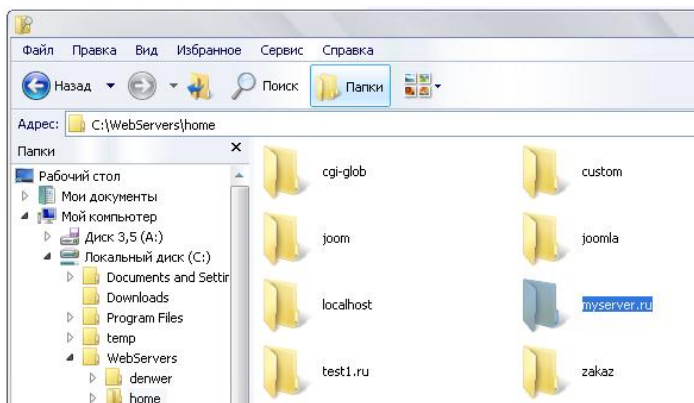 Файл Правка Вид Избранное Сервис Справка
Назад Поиск Папки
Адрес: C:\WebServers\home
Папки
Рабочий стол
Мои документы
Мой компьютер
Диск 3,5 (A:)
Локальный диск (C:)
Documents and Settir
Downloads
Program Files
temp
WebServers
denwer
home
cgi-glob custom
joom joomla
localhost myserver.ru
test1.ru zakaz